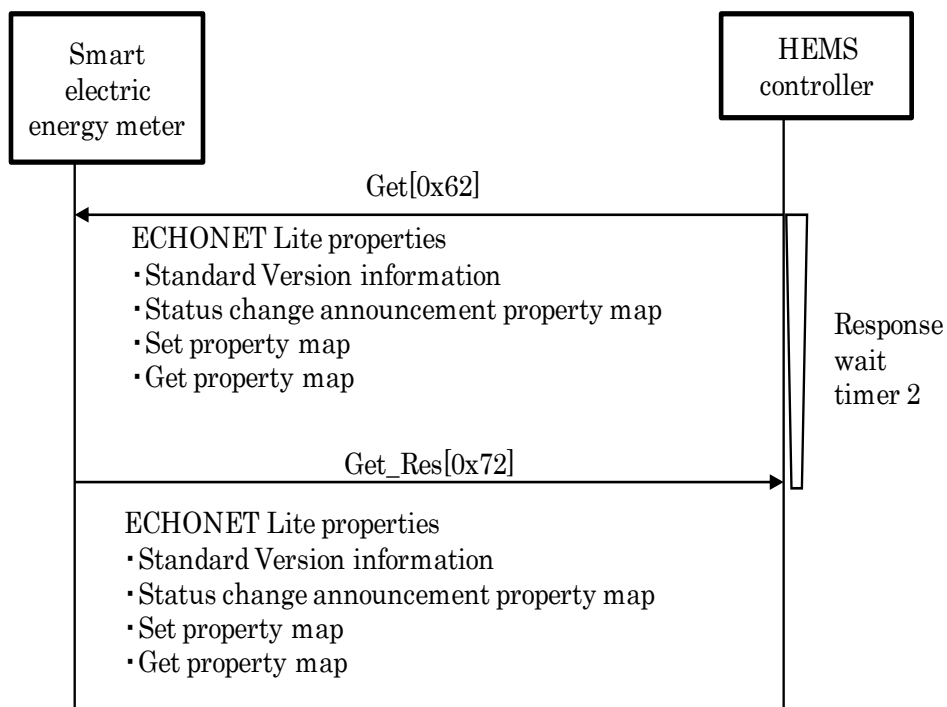 Smart
electric
energy meter
HEMS
controller
Get[0x62]
ECHONET Lite properties
・Standard Version information
・Status change announcement property map
・Set property map
・Get property map
Response
wait
timer 2
Get_Res[0x72]
ECHONET Lite properties
・Standard Version information
・Status change announcement property map
・Set property map
・Get property map